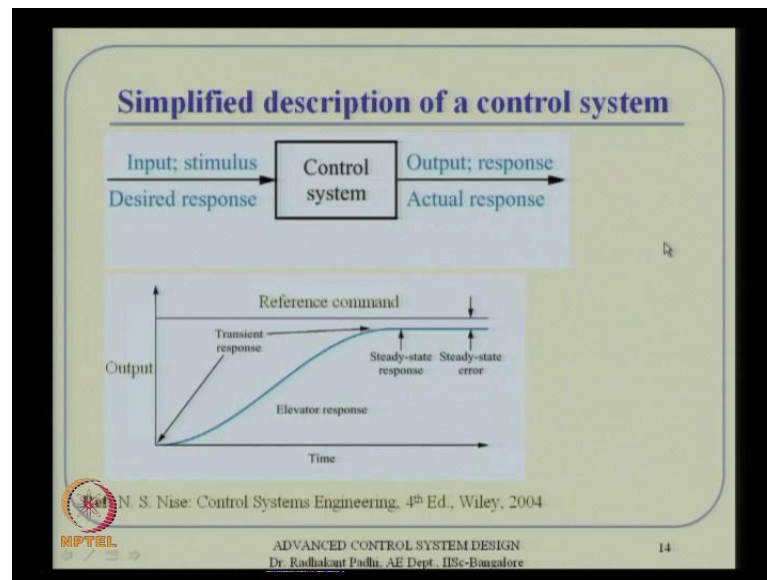 Simplified description of a control system
Input; stimulus
Desired response
Control
system
Output; response
Actual response
Reference command
Transient
response
Output
Steady-state
response
Steady-state
error
Elevator response
Time
Ref: N. S. Nise: Control Systems Engineering, 4th Ed., Wiley, 2004
NPTEL
ADVANCED CONTROL SYSTEM DESIGN
Dr. Radhakant Padhi, AE Dept., IISc-Bangalore
14